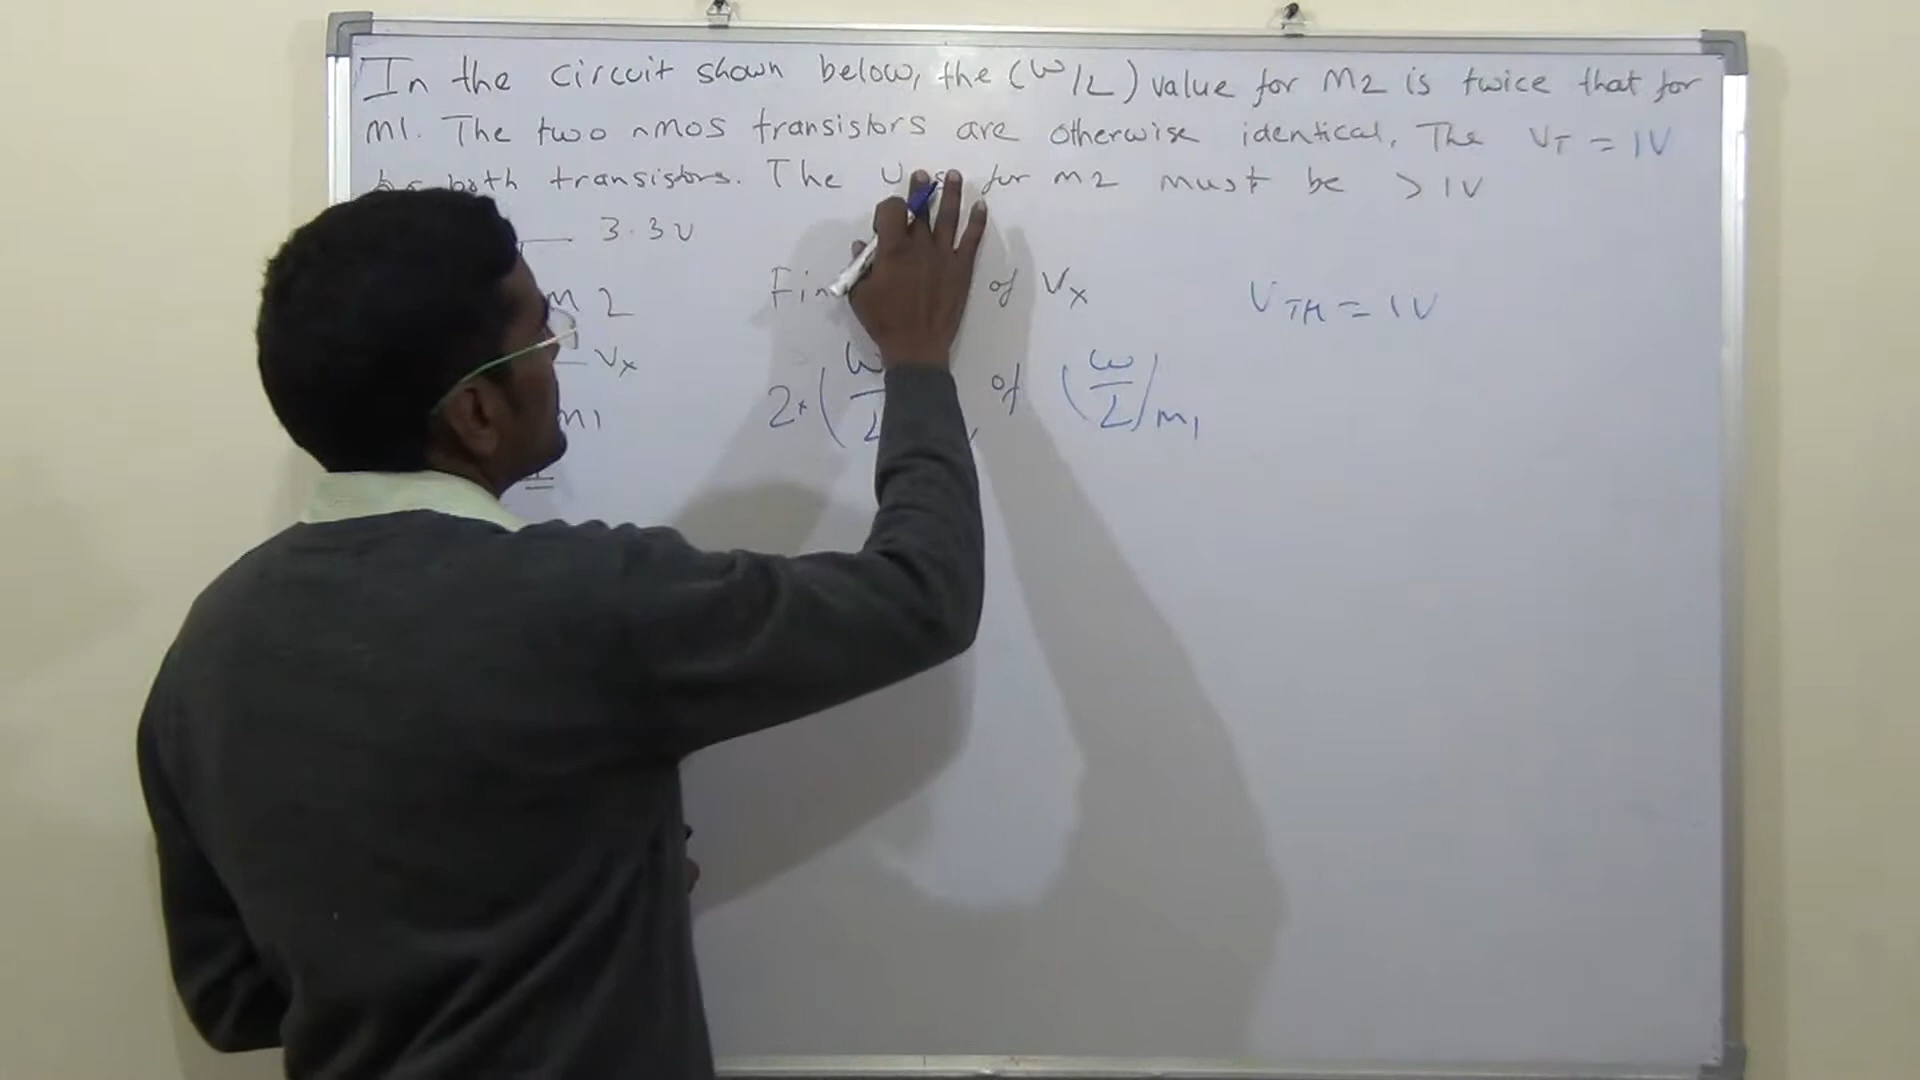 In the circuit shown below, the (W/L) value for M2 is twice that for
M1. The two nMOS transistors are otherwise identical. The VT = 1V
both transistors. The for M2 must be > 1V
3.3V
M2
Vx
M1
of Vx
VTH = 1V
2× (W of (W/L)M1